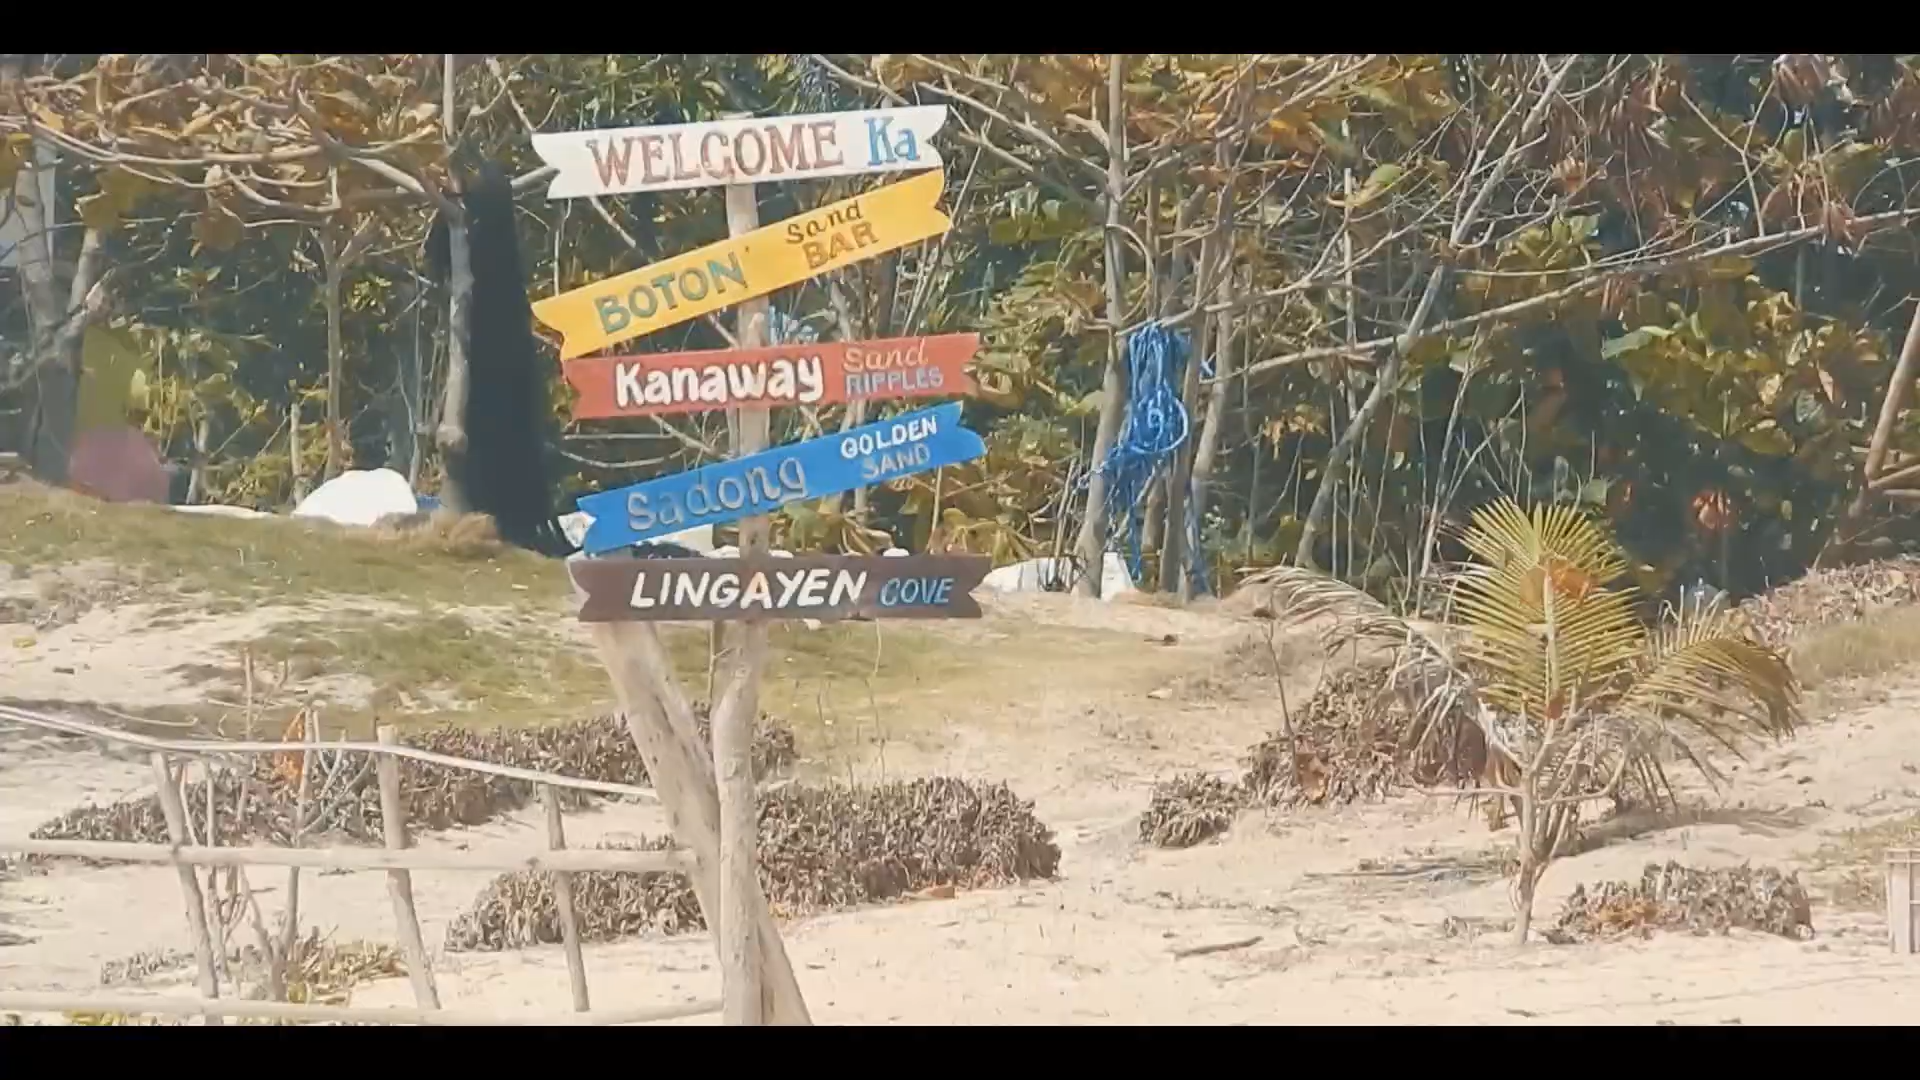 WELCOME Ka
BOTON Sand BAR
Kanaway Sand RIPPLES
Sadong GOLDEN SAND
LINGAYEN COVE